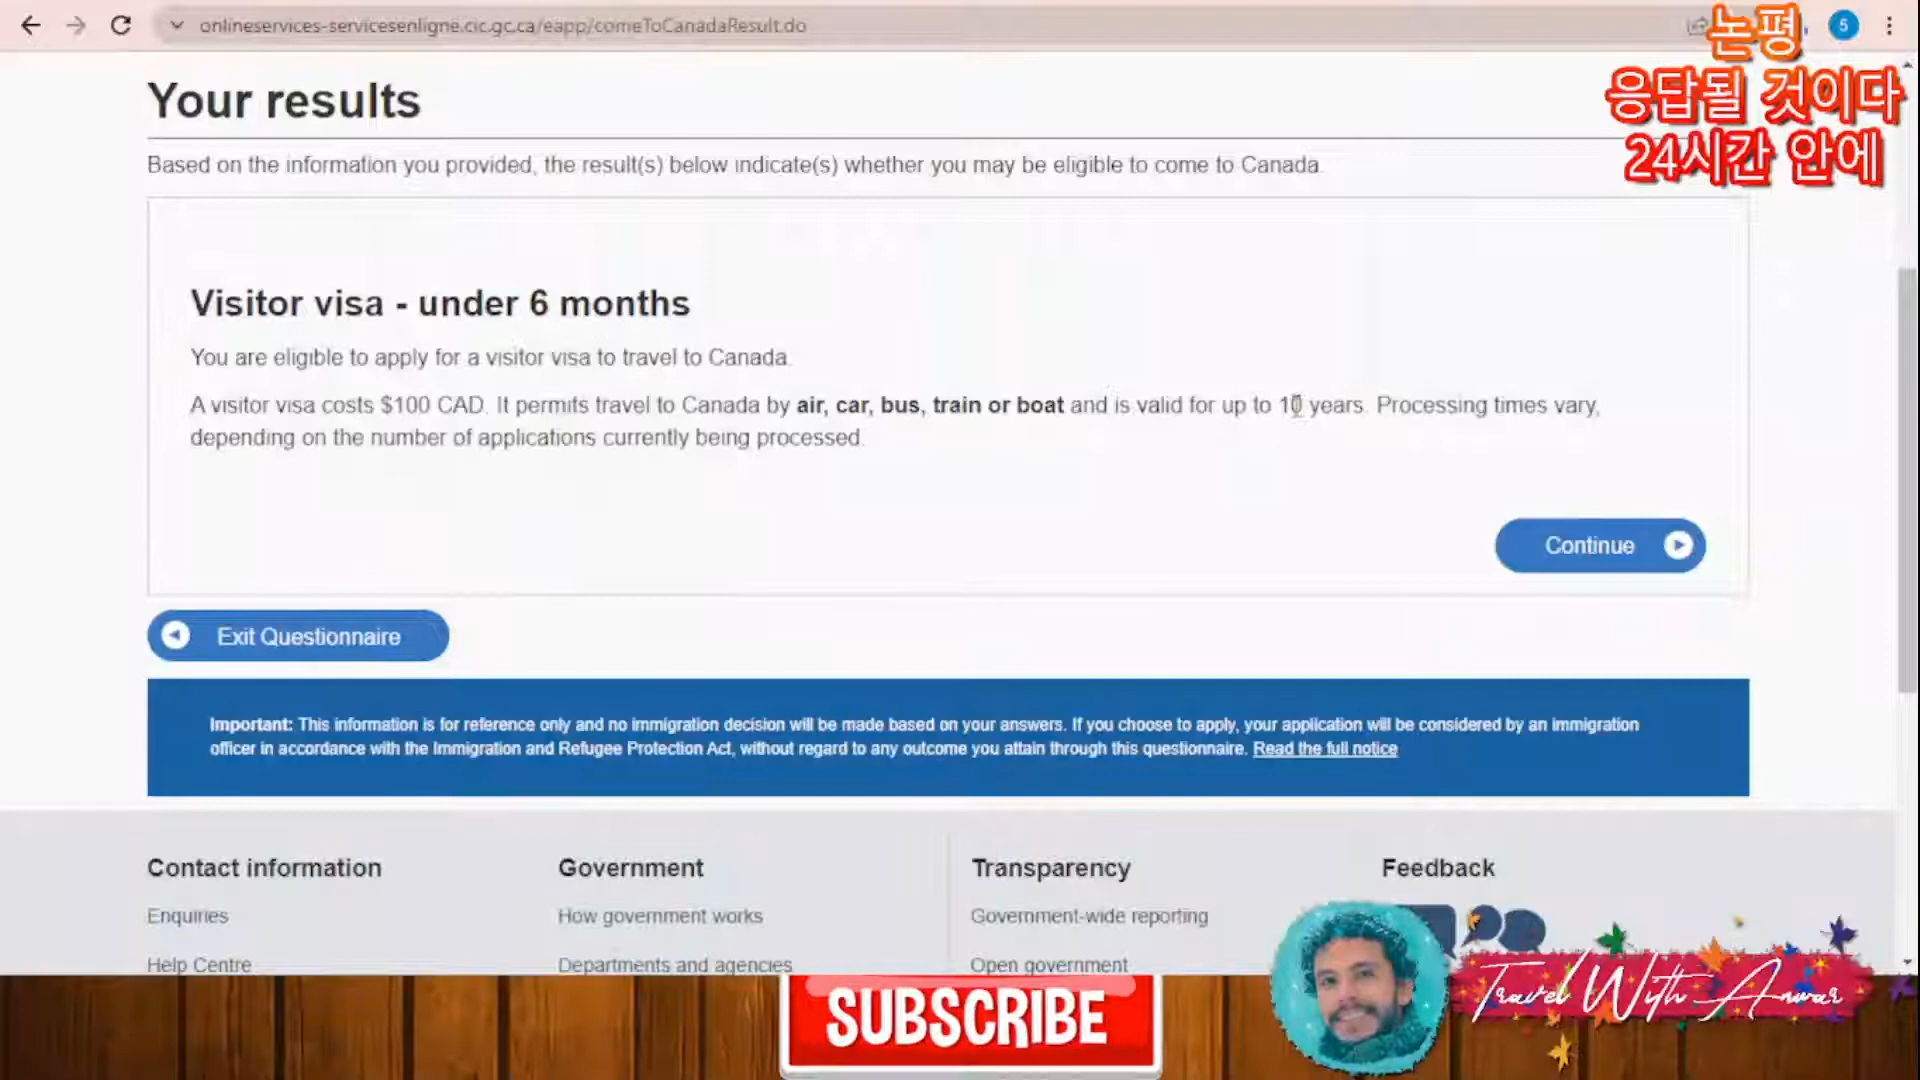 onlineservices-servicesenligne.cic.gc.ca/eapp/comeToCanadaResult.do
5
논평
응답될 것이다
24시간 안에
Your results
Based on the information you provided, the result(s) below indicate(s) whether you may be eligible to come to Canada.
Visitor visa - under 6 months
You are eligible to apply for a visitor visa to travel to Canada.
A visitor visa costs $100 CAD. It permits travel to Canada by air, car, bus, train or boat and is valid for up to 10 years. Processing times vary,
depending on the number of applications currently being processed.
Continue
Exit Questionnaire
Important: This information is for reference only and no immigration decision will be made based on your answers. If you choose to apply, your application will be considered by an immigration
officer in accordance with the Immigration and Refugee Protection Act, without regard to any outcome you attain through this questionnaire. Read the full notice
Contact information Government Transparency Feedback
Enquiries How government works Government-wide reporting
Help Centre Departments and agencies Open government
SUBSCRIBE
Travel With Anwar